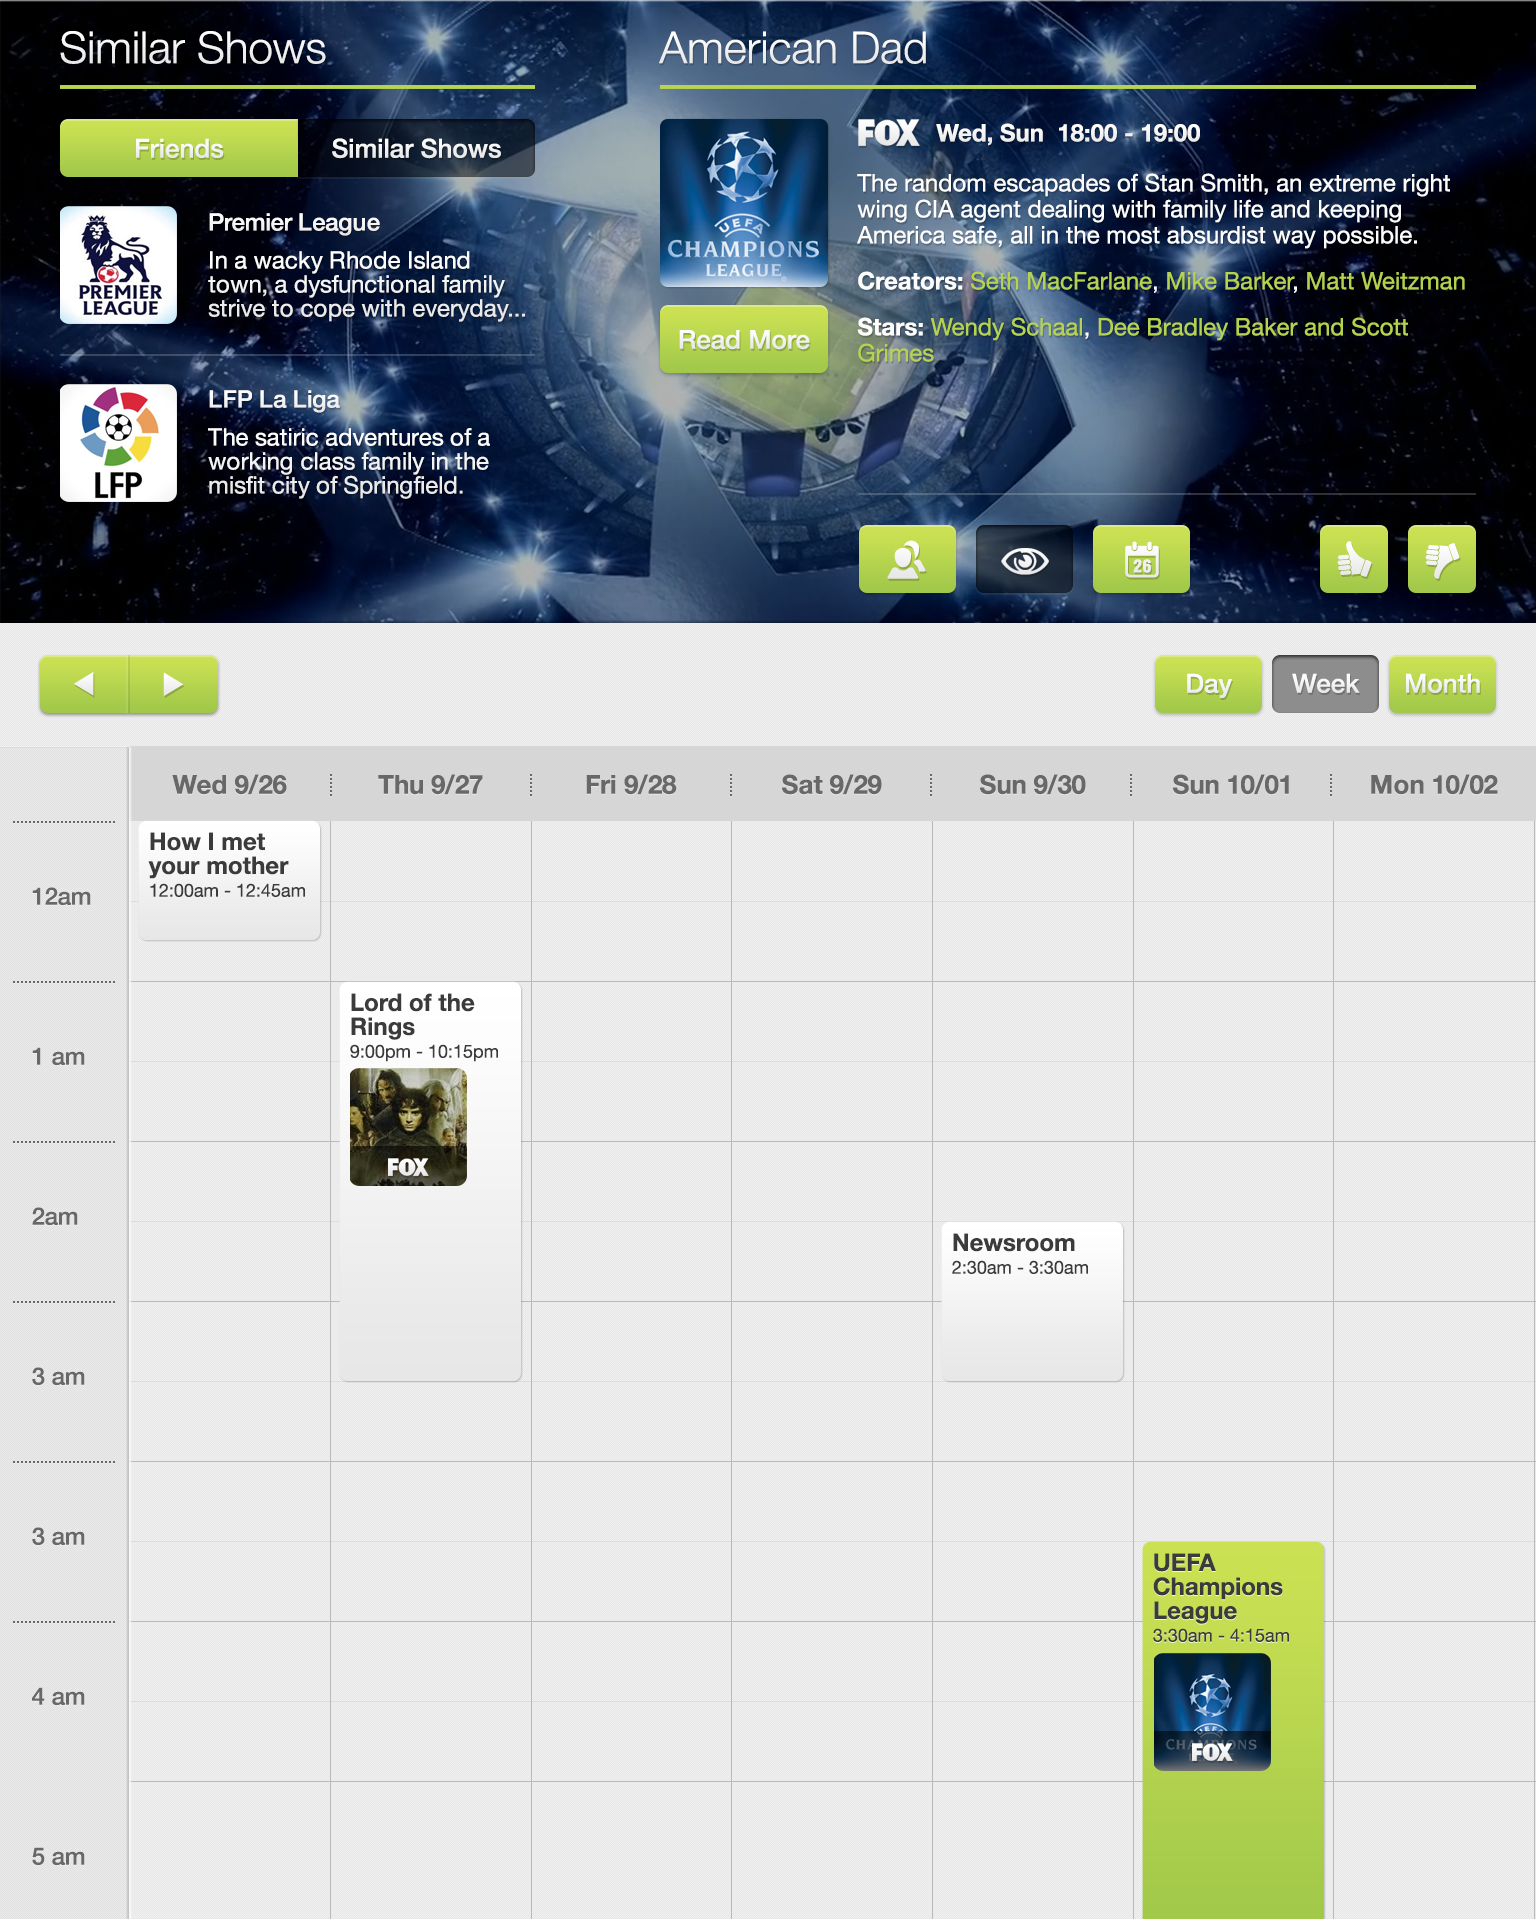 Similar Shows
Friends
Similar Shows
PREMIER
LEAGUE
Premier League
In a wacky Rhode Island
town, a dysfunctional family
strive to cope with everyday...
LFP
LFP La Liga
The satiric adventures of a
working class family in the
misfit city of Springfield.
American Dad
UEFA
CHAMPIONS
LEAGUE
Read More
FOX Wed, Sun 18:00 - 19:00
The random escapades of Stan Smith, an extreme right
wing CIA agent dealing with family life and keeping
America safe, all in the most absurdist way possible.
Creators: Seth MacFarlane, Mike Barker, Matt Weitzman
Stars: Wendy Schaal, Dee Bradley Baker and Scott
Grimes
26
Day
Week
Month
Wed 9/26
Thu 9/27
Fri 9/28
Sat 9/29
Sun 9/30
Sun 10/01
Mon 10/02
12am
How I met
your mother
12:00am - 12:45am
1 am
Lord of the
Rings
9:00pm - 10:15pm
FOX
2am
Newsroom
2:30am - 3:30am
3 am
3 am
UEFA
Champions
League
3:30am - 4:15am
UEFA
CHAMPIONS
FOX
4 am
5 am